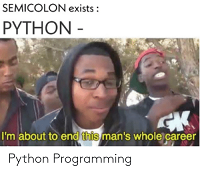 SEMICOLON exists :
PYTHON -
I'm about to end this man's whole career
Python Programming